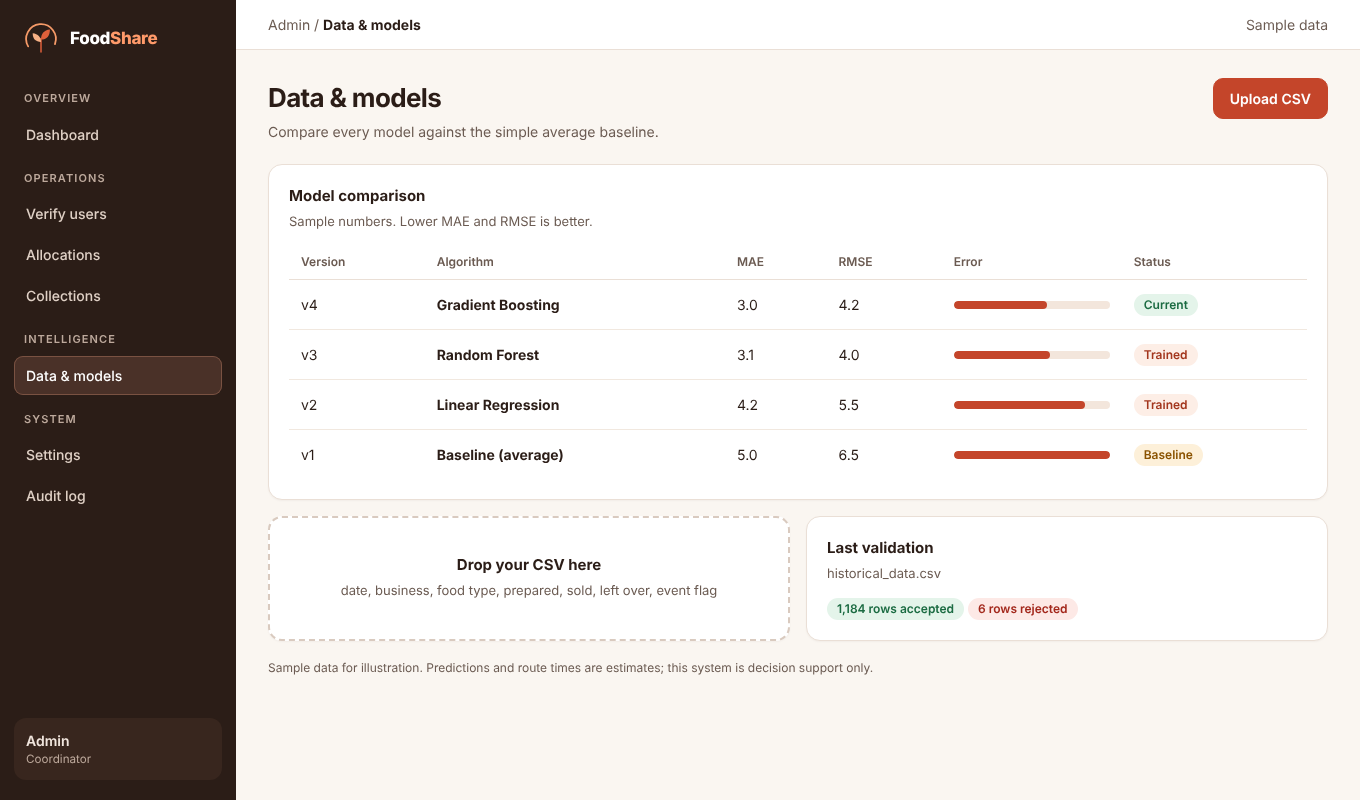 FoodShare
OVERVIEW
Dashboard
OPERATIONS
Verify users
Allocations
Collections
INTELLIGENCE
Data & models
SYSTEM
Settings
Audit log
Admin
Coordinator
Admin / Data & models
Sample data
Data & models
Upload CSV
Compare every model against the simple average baseline.
Model comparison
Sample numbers. Lower MAE and RMSE is better.
Version Algorithm MAE RMSE Error Status
v4 Gradient Boosting 3.0 4.2 Current
v3 Random Forest 3.1 4.0 Trained
v2 Linear Regression 4.2 5.5 Trained
v1 Baseline (average) 5.0 6.5 Baseline
Drop your CSV here
date, business, food type, prepared, sold, left over, event flag
Last validation
historical_data.csv
1,184 rows accepted 6 rows rejected
Sample data for illustration. Predictions and route times are estimates; this system is decision support only.